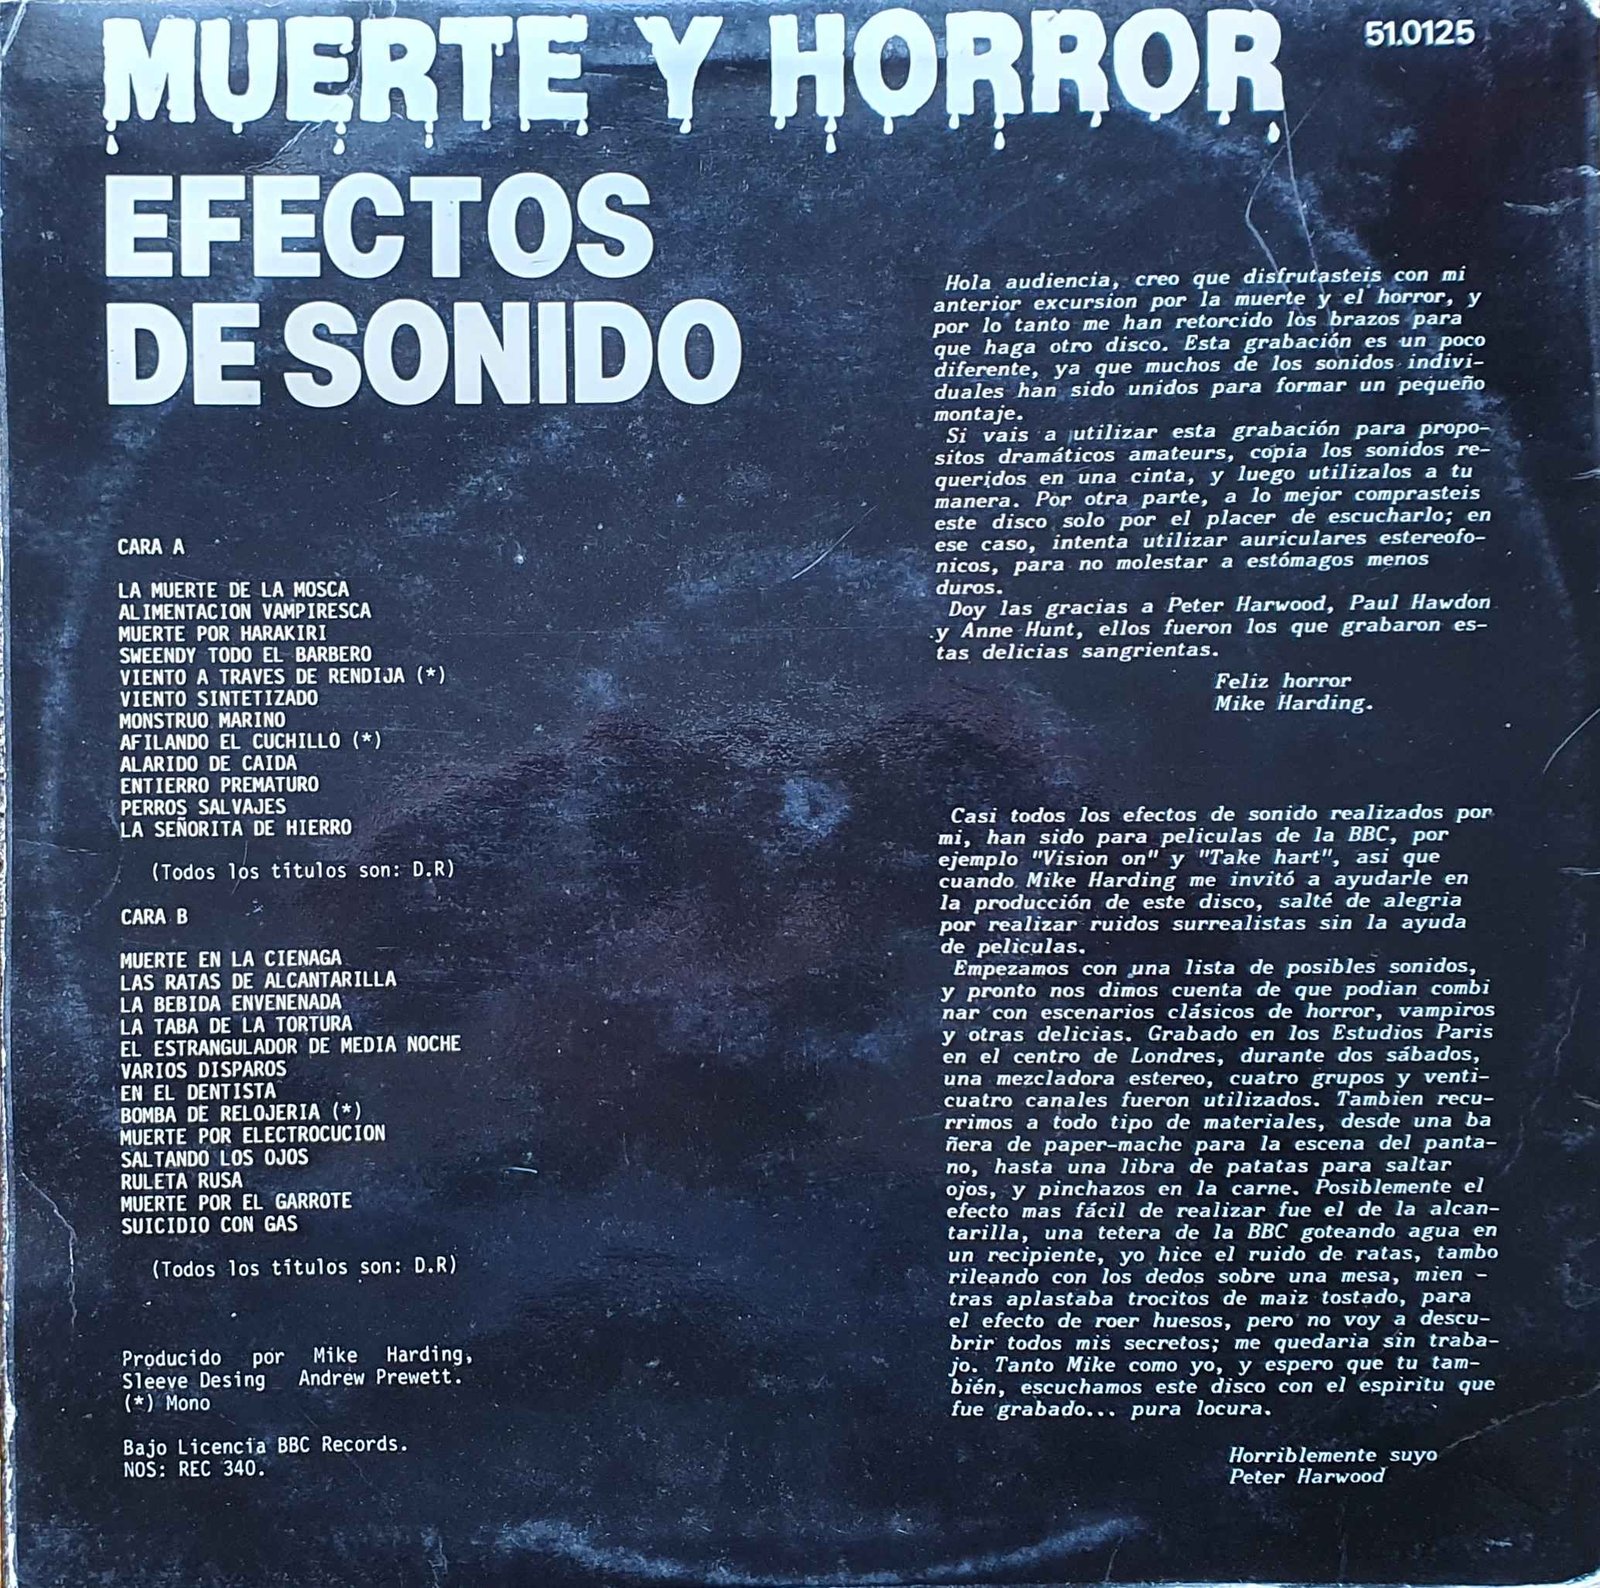 MUERTE Y HORROR
51.0125
EFECTOS
DE SONIDO
CARA A
LA MUERTE DE LA MOSCA
ALIMENTACION VAMPIRESCA
MUERTE POR HARAKIRI
SWEENDY TODO EL BARBERO
VIENTO A TRAVES DE RENDIJA (*)
VIENTO SINTETIZADO
MONSTRUO MARINO
AFILANDO EL CUCHILLO (*)
ALARIDO DE CAIDA
ENTIERRO PREMATURO
PERROS SALVAJES
LA SEÑORITA DE HIERRO
(Todos los títulos son: D.R)
CARA B
MUERTE EN LA CIENAGA
LAS RATAS DE ALCANTARILLA
LA BEBIDA ENVENENADA
LA TABA DE LA TORTURA
EL ESTRANGULADOR DE MEDIA NOCHE
VARIOS DISPAROS
EN EL DENTISTA
BOMBA DE RELOJERIA (*)
MUERTE POR ELECTROCUCION
SALTANDO LOS OJOS
RULETA RUSA
MUERTE POR EL GARROTE
SUICIDIO CON GAS
(Todos los títulos son: D.R)
Producido por Mike Harding,
Sleeve Desing Andrew Prewett.
(*) Mono
Bajo Licencia BBC Records.
NOS: REC 340.
Hola audiencia, creo que disfrutasteis con mi
anterior excursion por la muerte y el horror, y
por lo tanto me han retorcido los brazos para
que haga otro disco. Esta grabación es un poco
diferente, ya que muchos de los sonidos indivi-
duales han sido unidos para formar un pequeño
montaje.
Si vais a utilizar esta grabación para propo-
sitos dramáticos amateurs, copia los sonidos re-
queridos en una cinta, y luego utilizalos a tu
manera. Por otra parte, a lo mejor comprasteis
este disco solo por el placer de escucharlo; en
ese caso, intenta utilizar auriculares estereofo-
nicos, para no molestar a estómagos menos
duros.
Doy las gracias a Peter Harwood, Paul Hawdon
y Anne Hunt, ellos fueron los que grabaron es-
tas delicias sangrientas.
Feliz horror
Mike Harding.
Casi todos los efectos de sonido realizados por
mi, han sido para peliculas de la BBC, por
ejemplo "Vision on" y "Take hart", asi que
cuando Mike Harding me invitó a ayudarle en
la producción de este disco, salté de alegria
por realizar ruidos surrealistas sin la ayuda
de peliculas.
Empezamos con una lista de posibles sonidos,
y pronto nos dimos cuenta de que podian combi
nar con escenarios clásicos de horror, vampiros
y otras delicias. Grabado en los Estudios Paris
en el centro de Londres, durante dos sábados,
una mezcladora estereo, cuatro grupos y venti-
cuatro canales fueron utilizados. Tambien recu-
rrimos a todo tipo de materiales, desde una ba
ñera de paper-mache para la escena del panta-
no, hasta una libra de patatas para saltar
ojos, y pinchazos en la carne. Posiblemente el
efecto mas fácil de realizar fue el de la alcan-
tarilla, una tetera de la BBC goteando agua en
un recipiente, yo hice el ruido de ratas, tambo
rileando con los dedos sobre una mesa, mien -
tras aplastaba trocitos de maiz tostado, para
el efecto de roer huesos, pero no voy a descu-
brir todos mis secretos; me quedaria sin traba-
jo. Tanto Mike como yo, y espero que tu tam-
bién, escuchamos este disco con el espiritu que
fue grabado... pura locura.
Horriblemente suyo
Peter Harwood